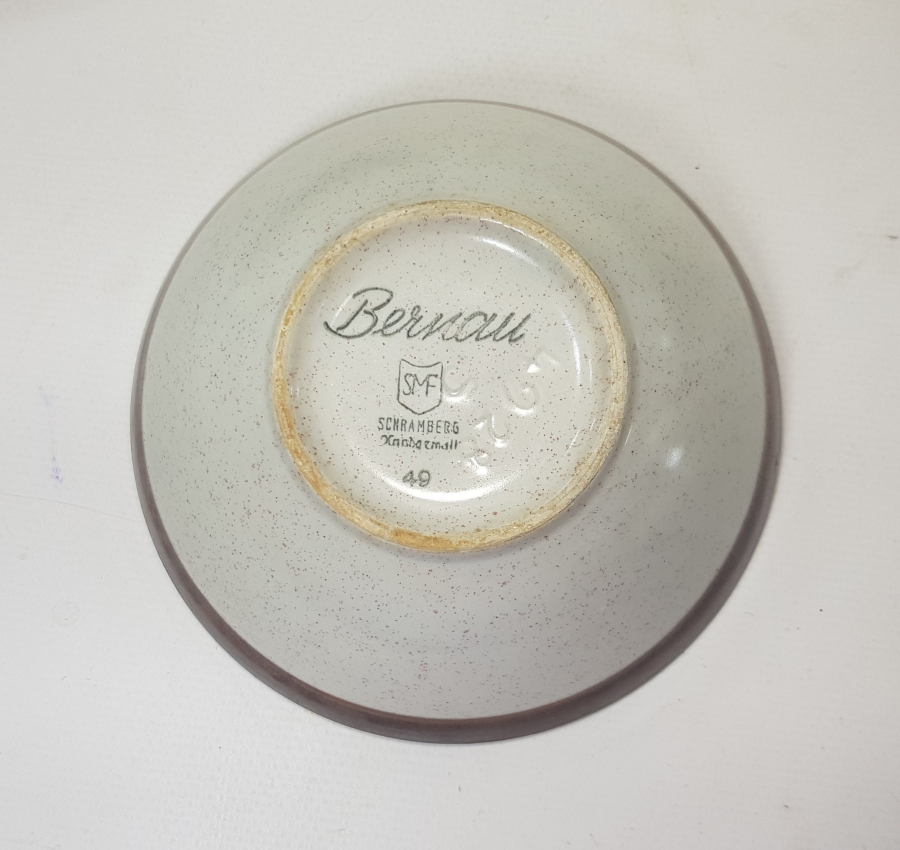 Bernau
SMF
SCHRAMBERG
Handgemalt
49